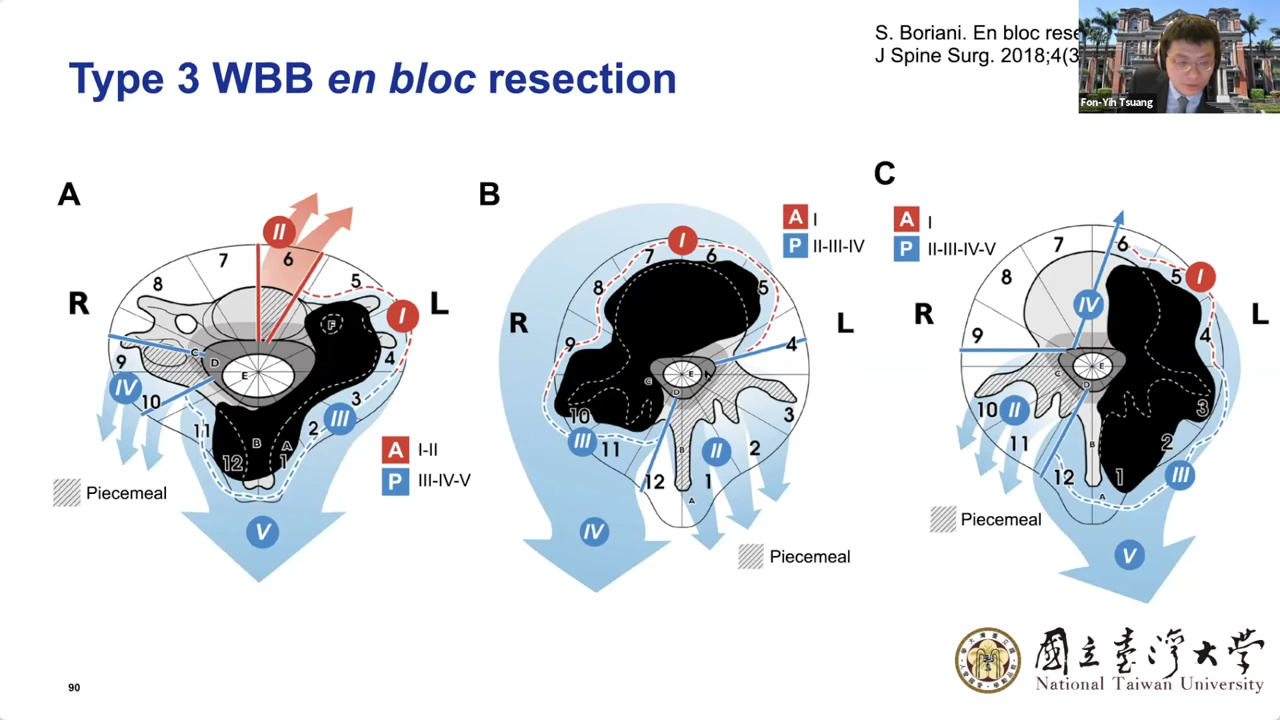 Type 3 WBB en bloc resection
S. Boriani. En bloc rese
J Spine Surg. 2018;4(3
Fon-Yih Tsuang
A
R
L
II
7
6
8
5
I
F
C
D
E
4
9
IV
10
3
III
2
11
B
A
12
1
V
A I-II
P III-IV-V
Piecemeal
B
R
L
I
7
6
8
5
A I
P II-III-IV
9
4
C
E
D
10
3
III
11
II
2
B
12
1
A
IV
Piecemeal
C
R
L
A I
P II-III-IV-V
7
6
8
5
I
IV
9
4
C
E
D
10
II
3
11
B
2
III
12
1
A
V
Piecemeal
國立臺灣大學
National Taiwan University
90